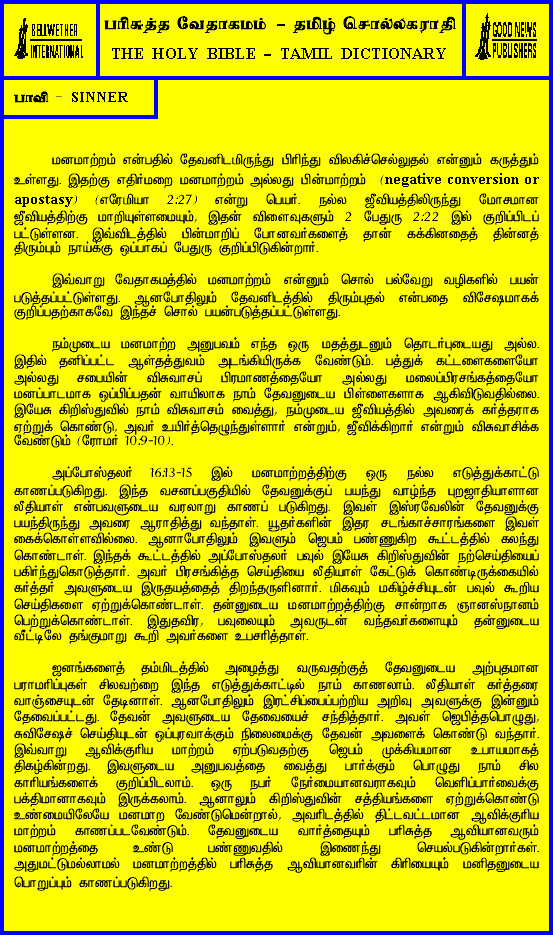 BELLWETHER
INTERNATIONAL
பரிசுத்த வேதாகமம் – தமிழ் சொல்லகராதி
THE HOLY BIBLE – TAMIL DICTIONARY
GOOD NEWS
PUBLISHERS
பாவி – SINNER
மனமாற்றம் என்பதில் தேவனிடமிருந்து பிரிந்து விலகிச்செல்லுதல் என்னும் கருத்தும்
உள்ளது. இதற்கு எதிர்மறை மனமாற்றம் அல்லது பின்மாற்றம் (negative conversion or
apostasy) (எரேமியா 2:27) என்று பெயர். நல்ல ஜீவியத்திலிருந்து மோசமான
ஜீவியத்திற்கு மாறியுள்ளமையும், இதன் விளைவுகளும் 2 பேதுரு 2:22 இல் குறிப்பிடப்
பட்டுள்ளன. இவ்விடத்தில் பின்மாறிப் போனவர்களைத் தான் கக்கினதைத் தின்னத்
திரும்பும் நாய்க்கு ஒப்பாகப் பேதுரு குறிப்பிடுகின்றார்.
இவ்வாறு வேதாகமத்தில் மனமாற்றம் என்னும் சொல் பல்வேறு வழிகளில் பயன்
படுத்தப்பட்டுள்ளது. ஆனபோதிலும் தேவனிடத்தில் திரும்புதல் என்பதை விசேஷமாகக்
குறிப்பதற்காகவே இந்தச் சொல் பயன்படுத்தப்பட்டுள்ளது.
நம்முடைய மனமாற்ற அனுபவம் எந்த ஒரு மதத்துடனும் தொடர்புடையது அல்ல.
இதில் தனிப்பட்ட ஆள்தத்துவம் அடங்கியிருக்க வேண்டும். பத்துக் கட்டளைகளையோ
அல்லது சபையின் விசுவாசப் பிரமாணத்தையோ அல்லது மலைப்பிரசங்கத்தையோ
மனப்பாடமாக ஒப்பிப்பதன் வாயிலாக நாம் தேவனுடைய பிள்ளைகளாக ஆகிவிடுவதில்லை.
இயேசு கிறிஸ்துவில் நாம் விசுவாசம் வைத்து, நம்முடைய ஜீவியத்தில் அவரைக் கர்த்தராக
ஏற்றுக் கொண்டு, அவர் உயிர்த்தெழுந்துள்ளார் என்றும், ஜீவிக்கிறார் என்றும் விசுவாசிக்க
வேண்டும் (ரோமர் 10:9-10).
அப்போஸ்தலர் 16:13-15 இல் மனமாற்றத்திற்கு ஒரு நல்ல எடுத்துக்காட்டு
காணப்படுகிறது. இந்த வசனப்பகுதியில் தேவனுக்குப் பயந்து வாழ்ந்த புறஜாதியாளான
லீதியாள் என்பவளுடைய வரலாறு காணப் படுகிறது. இவள் இஸ்ரவேலின் தேவனுக்கு
பயந்திருந்து அவரை ஆராதித்து வந்தாள். யூதர்களின் இதர சடங்காச்சாரங்களை இவள்
கைக்கொள்ளவில்லை. ஆனாபோதிலும் இவளும் ஜெபம் பண்ணுகிற கூட்டத்தில் கலந்து
கொண்டாள். இந்தக் கூட்டத்தில் அப்போஸ்தலர் பவுல் இயேசு கிறிஸ்துவின் நற்செய்தியைப்
பகிர்ந்துகொடுத்தார். அவர் பிரசங்கித்த செய்தியை லீதியாள் கேட்டுக் கொண்டிருக்கையில்
கர்த்தர் அவளுடைய இருதயத்தைத் திறந்தருளினார். மிகவும் மகிழ்ச்சியுடன் பவுல் கூறிய
செய்திகளை ஏற்றுக்கொண்டாள். தன்னுடைய மனமாற்றத்திற்கு சான்றாக ஞானஸ்நானம்
பெற்றுக்கொண்டாள். இதுதவிர, பவுலையும் அவருடன் வந்தவர்களையும் தன்னுடைய
வீட்டிலே தங்குமாறு கூறி அவர்களை உபசரித்தாள்.
ஜனங்களைத் தம்மிடத்தில் அழைத்து வருவதற்குத் தேவனுடைய அற்புதமான
பராமரிப்புகள் சிலவற்றை இந்த எடுத்துக்காட்டில் நாம் காணலாம். லீதியாள் கர்த்தரை
வாஞ்சையுடன் தேடினாள். ஆனபோதிலும் இரட்சிப்பைப்பற்றிய அறிவு அவளுக்கு இன்னும்
தேவைப்பட்டது. தேவன் அவளுடைய தேவையைச் சந்தித்தார். அவள் ஜெபித்தபொழுது,
சுவிசேஷச் செய்தியுடன் ஒப்புரவாக்கும் நிலைமைக்கு தேவன் அவளைக் கொண்டு வந்தார்.
இவ்வாறு ஆவிக்குரிய மாற்றம் ஏற்படுவதற்கு ஜெபம் முக்கியமான உபாயமாகத்
திகழ்கின்றது. இவளுடைய அனுபவத்தை வைத்து பார்க்கும் பொழுது நாம் சில
காரியங்களைக் குறிப்பிடலாம். ஒரு நபர் நேர்மையானவராகவும் வெளிப்பார்வைக்கு
பக்திமானாகவும் இருக்கலாம். ஆனாலும் கிறிஸ்துவின் சத்தியங்களை ஏற்றுக்கொண்டு
உண்மையிலேயே மனமாற வேண்டுமென்றால், அவரிடத்தில் திட்டவட்டமான ஆவிக்குரிய
மாற்றம் காணப்படவேண்டும். தேவனுடைய வார்த்தையும் பரிசுத்த ஆவியானவரும்
மனமாற்றத்தை உண்டு பண்ணுவதில் இணைந்து செயல்படுகின்றார்கள்.
அதுமட்டுமல்லாமல் மனமாற்றத்தில் பரிசுத்த ஆவியானவரின் கிரியையும் மனிதனுடைய
பொறுப்பும் காணப்படுகிறது.